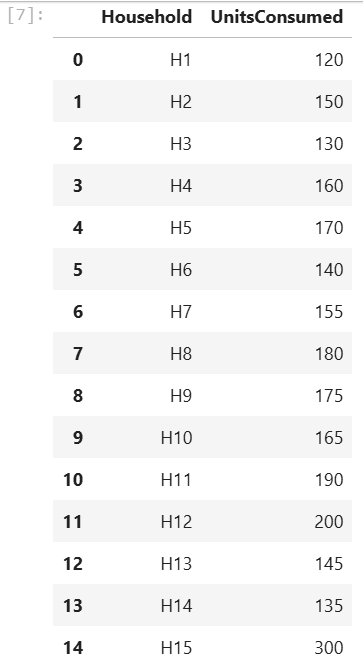 [7]: Household UnitsConsumed
0 H1 120
1 H2 150
2 H3 130
3 H4 160
4 H5 170
5 H6 140
6 H7 155
7 H8 180
8 H9 175
9 H10 165
10 H11 190
11 H12 200
12 H13 145
13 H14 135
14 H15 300